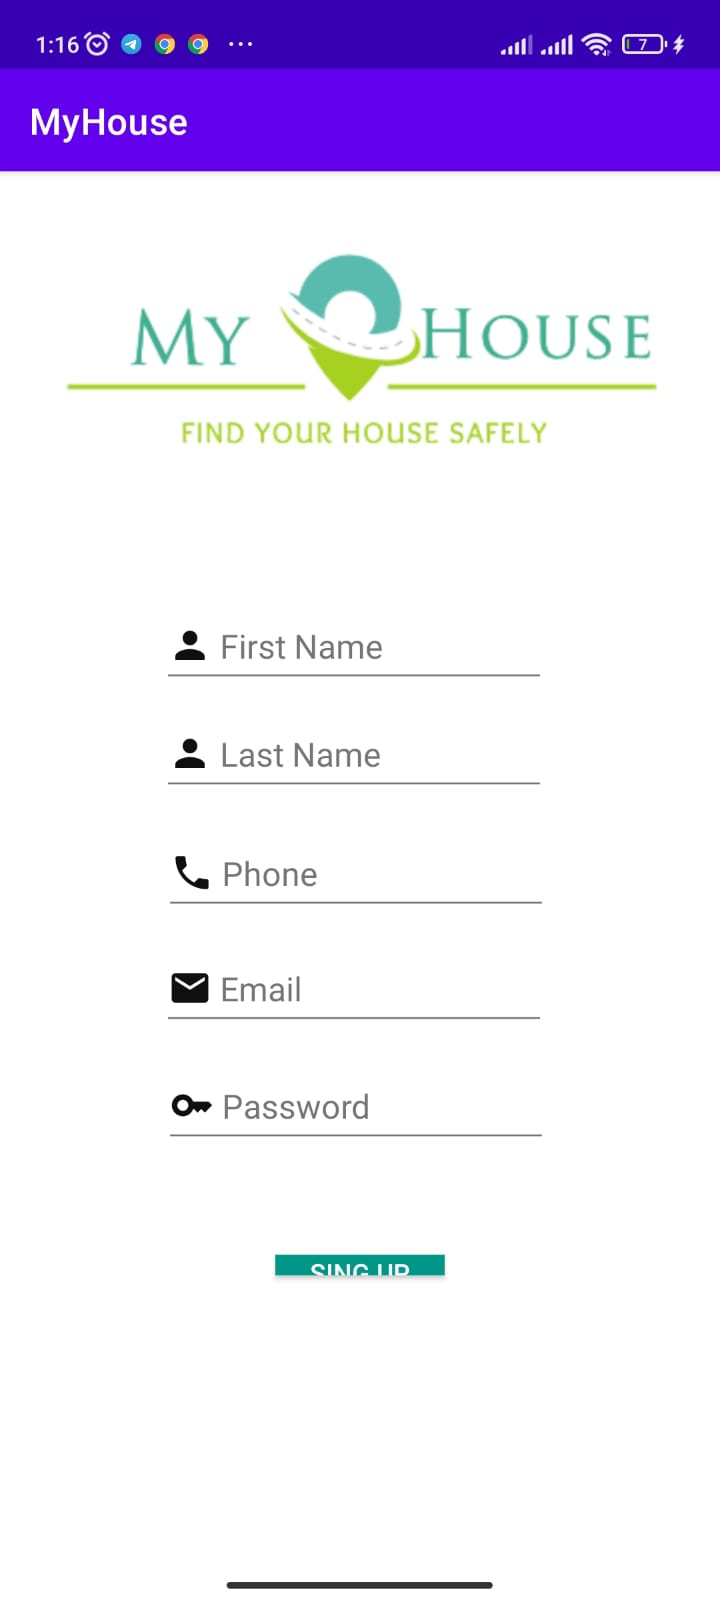 1:16 ... 7
MyHouse
MY HOUSE
FIND YOUR HOUSE SAFELY
First Name
Last Name
Phone
Email
Password
SING UP